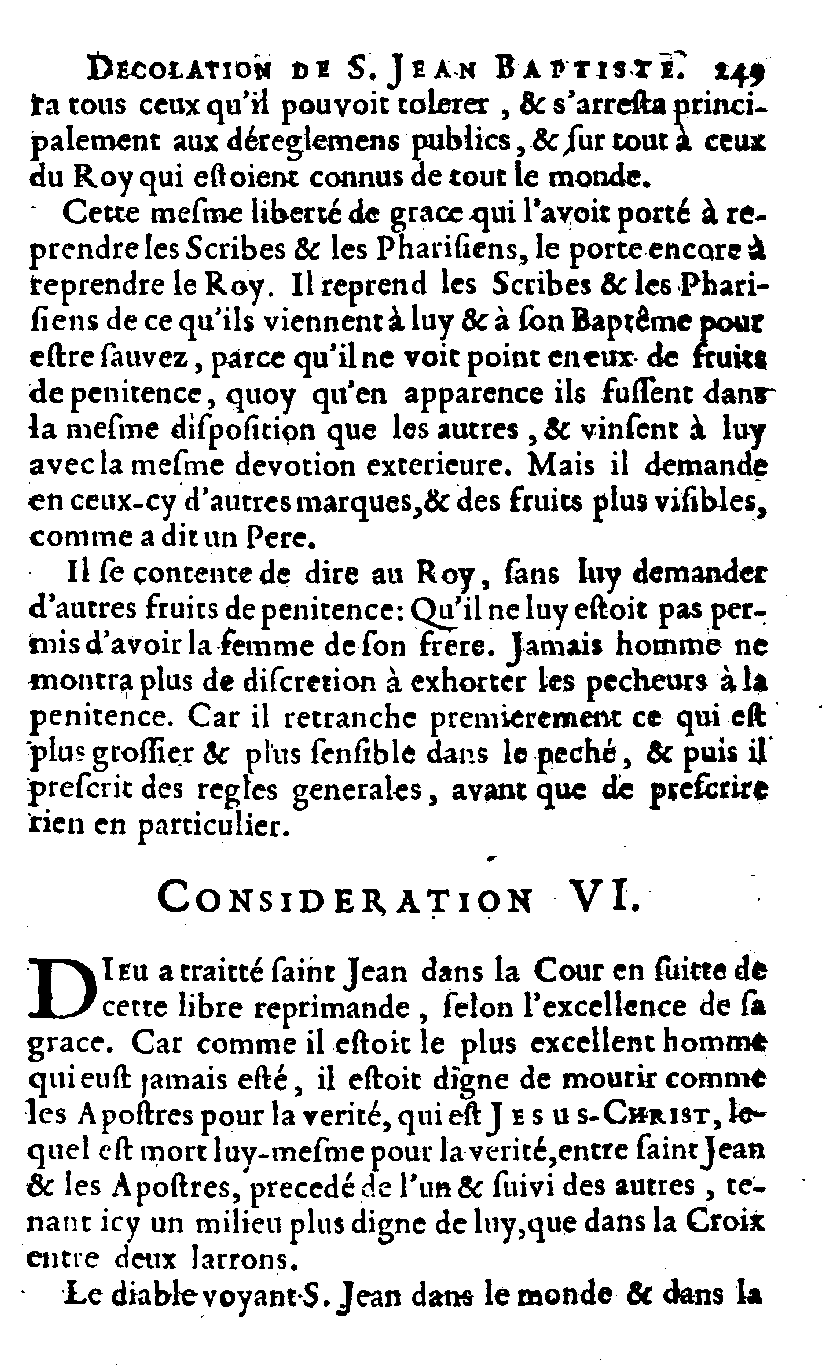 DECOLATION DE S. JEAN BAPTISTE. 249
ta tous ceux qu'il pouvoit tolerer, & s'arreſta princi-
palement aux déreglemens publics, & ſur tout à ceux
du Roy qui eſtoient connus de tout le monde.
Cette meſme liberté de grace qui l'avoit porté à re-
prendre les Scribes & les Phariſiens, le porte encore à
reprendre le Roy. Il reprend les Scribes & les Phari-
ſiens de ce qu'ils viennent à luy & à ſon Baptême pour
eſtre ſauvez, parce qu'il ne voit point en eux de fruits
de penitence, quoy qu'en apparence ils fuſſent dans
la meſme diſpoſition que les autres, & vinſent à luy
avec la meſme devotion exterieure. Mais il demande
en ceux-cy d'autres marques, & des fruits plus viſibles,
comme a dit un Pere.
Il ſe contente de dire au Roy, ſans luy demander
d'autres fruits de penitence: Qu'il ne luy eſtoit pas per-
mis d'avoir la femme de ſon frere. Jamais homme ne
montra plus de diſcretion à exhorter les pecheurs à la
penitence. Car il retranche premierement ce qui eſt
plus groſſier & plus ſenſible dans le peché, & puis il
preſcrit des regles generales, avant que de preſcrire
rien en particulier.
CONSIDERATION VI.
DIEU a traitté ſaint Jean dans la Cour en ſuitte de
cette libre reprimande, ſelon l'excellence de ſa
grace. Car comme il eſtoit le plus excellent homme
qui euſt jamais eſté, il eſtoit digne de mourir comme
les Apoſtres pour la verité, qui eſt JESUS-CHRIST, le-
quel eſt mort luy-meſme pour la verité, entre ſaint Jean
& les Apoſtres, precedé de l'un & ſuivi des autres, te-
nant icy un milieu plus digne de luy, que dans la Croix
entre deux larrons.
Le diable voyant S. Jean dans le monde & dans la